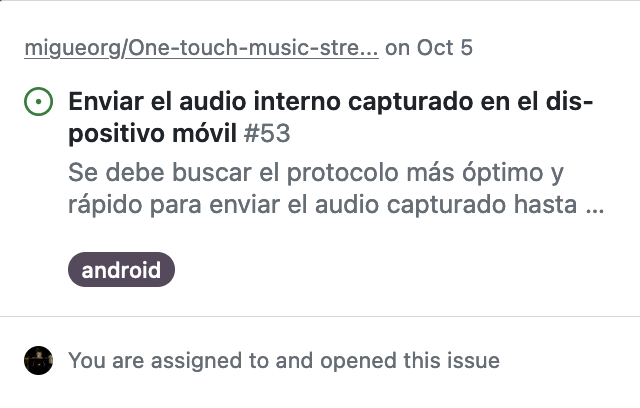 migueorg/One-touch-music-stre... on Oct 5
Enviar el audio interno capturado en el dis-
positivo móvil #53
Se debe buscar el protocolo más óptimo y
rápido para enviar el audio capturado hasta ...
android
You are assigned to and opened this issue